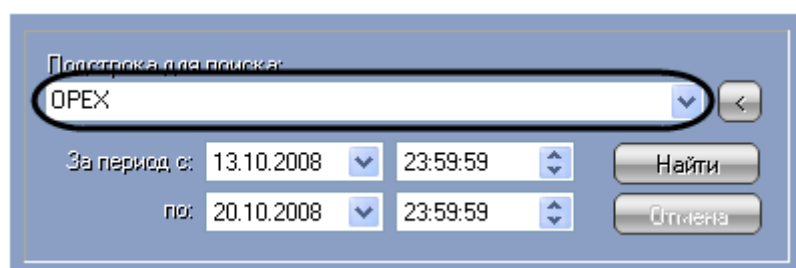 Подстрока для поиска:
ОРЕХ
<
За период с: 13.10.2008 23:59:59 Найти
по: 20.10.2008 23:59:59 Отмена